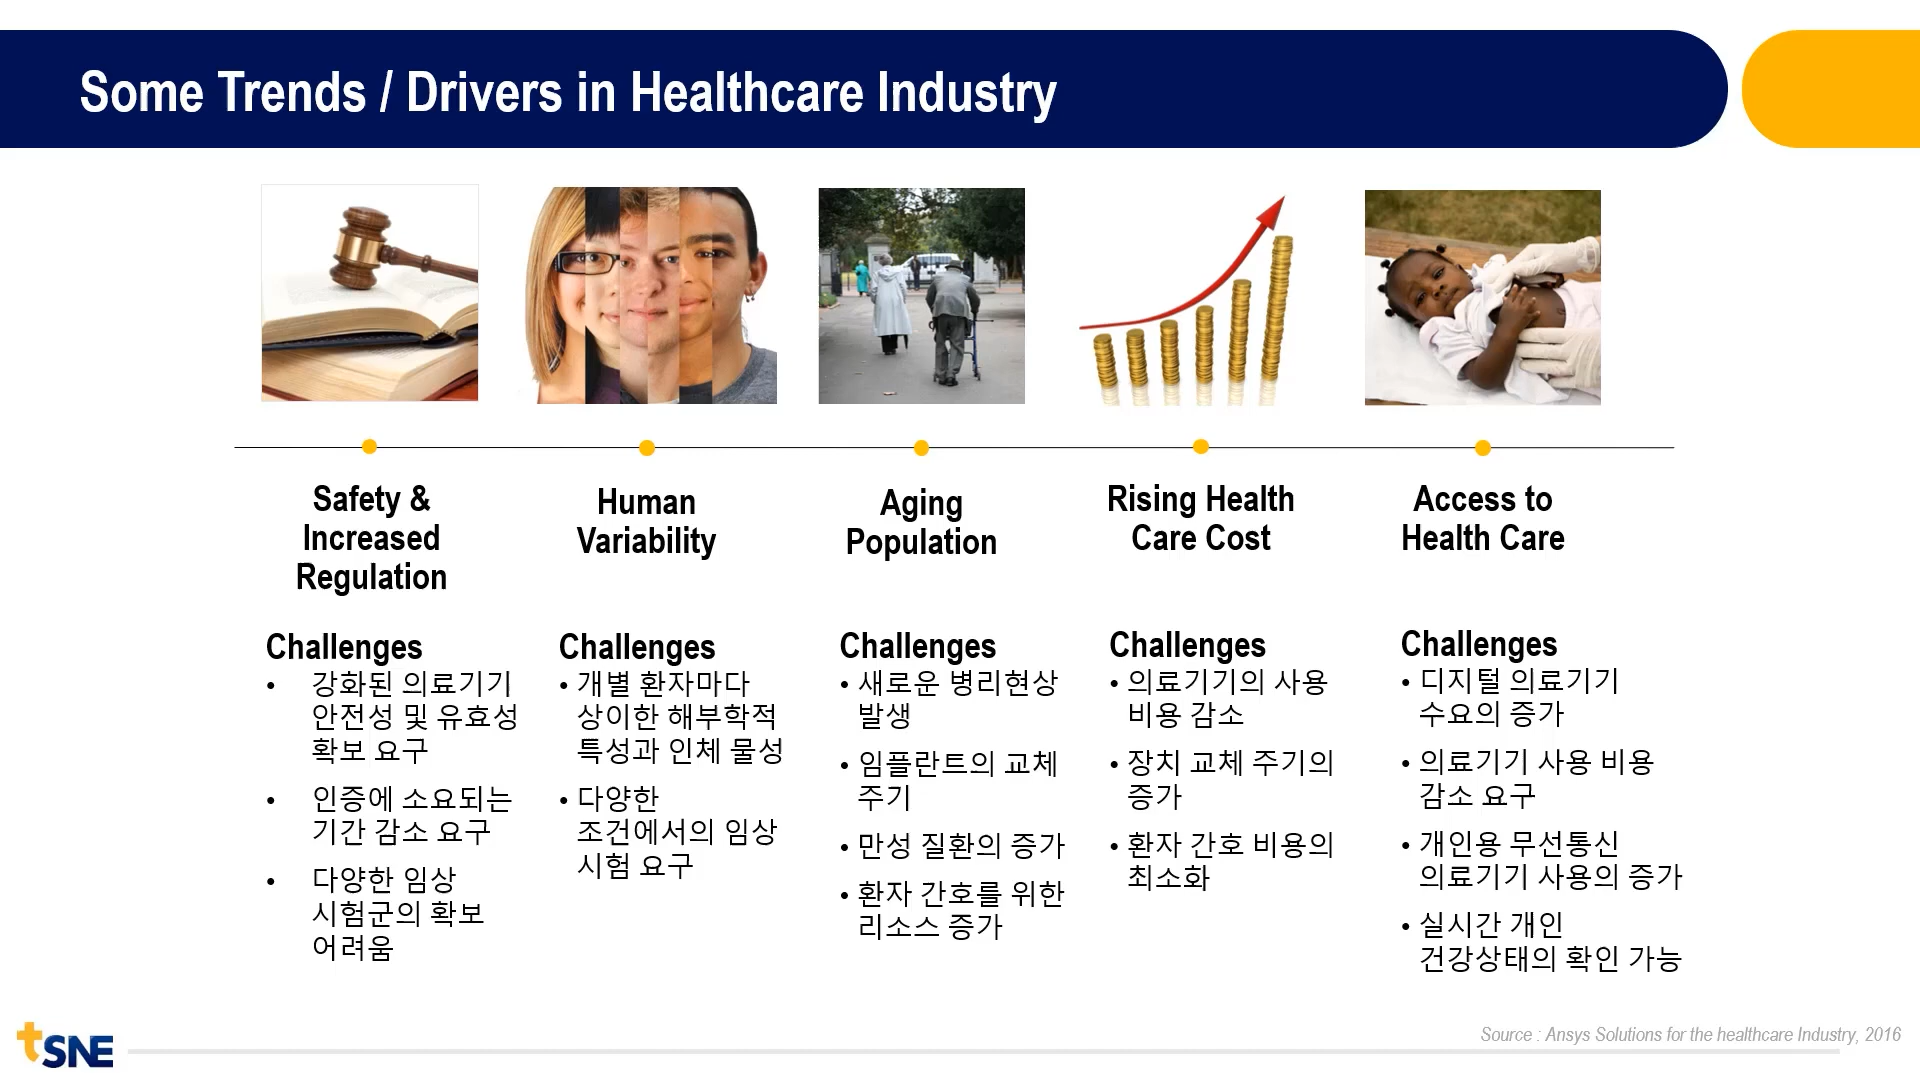 Some Trends / Drivers in Healthcare Industry
Safety &
Increased
Regulation
Challenges
• 강화된 의료기기
안전성 및 유효성
확보 요구
• 인증에 소요되는
기간 감소 요구
• 다양한 임상
시험군의 확보
어려움
Human
Variability
Challenges
• 개별 환자마다
상이한 해부학적
특성과 인체 물성
• 다양한
조건에서의 임상
시험 요구
Aging
Population
Challenges
• 새로운 병리현상
발생
• 임플란트의 교체
주기
• 만성 질환의 증가
• 환자 간호를 위한
리소스 증가
Rising Health
Care Cost
Challenges
• 의료기기의 사용
비용 감소
• 장치 교체 주기의
증가
• 환자 간호 비용의
최소화
Access to
Health Care
Challenges
• 디지털 의료기기
수요의 증가
• 의료기기 사용 비용
감소 요구
• 개인용 무선통신
의료기기 사용의 증가
• 실시간 개인
건강상태의 확인 가능
Source : Ansys Solutions for the healthcare Industry, 2016
tSNE